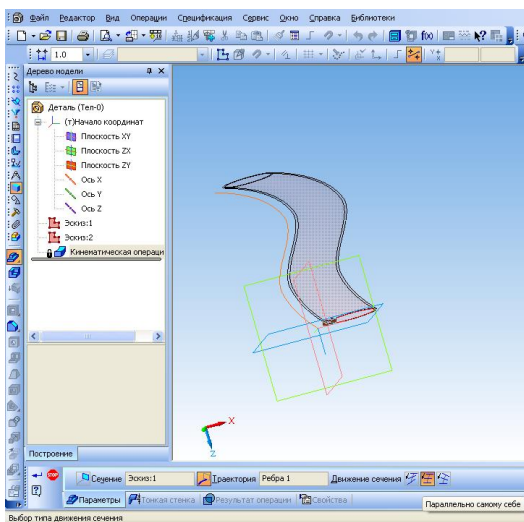 Файл Редактор Вид Операции Спецификация Сервис Окно Справка Библиотеки
f(x)
1.0
Дерево модели
Деталь (Тел-0)
(т)Начало координат
Плоскость XY
Плоскость ZX
Плоскость ZY
Ось X
Ось Y
Ось Z
Эскиз:1
Эскиз:2
Кинематическая операци
X
Z
Построение
Сечение Эскиз:1 Траектория Ребра 1 Движение сечения
Параметры Тонкая стенка Результат операции Свойства
Параллельно самому себе
Выбор типа движения сечения